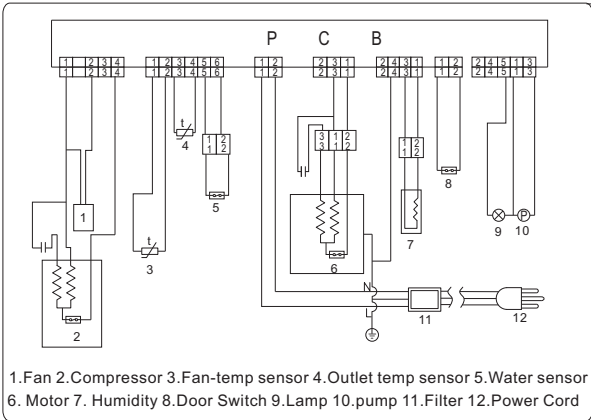 P C B
1 2 3 4 1 2 3 4 5 6 1 2 2 3 1 2 4 3 1 1 2 2 4 5 1 3
1 2 3 4 1 2 3 4 5 6 1 2 2 3 1 2 4 3 1 1 2 2 4 5 1 3
t
4
1 2
1 2
3 1 2
3 1 2
1 2
1 2
5
8
1
7
9
P
10
t
3
6
2
N
L
11
12
1.Fan 2.Compressor 3.Fan-temp sensor 4.Outlet temp sensor 5.Water sensor
6. Motor 7. Humidity 8.Door Switch 9.Lamp 10.pump 11.Filter 12.Power Cord